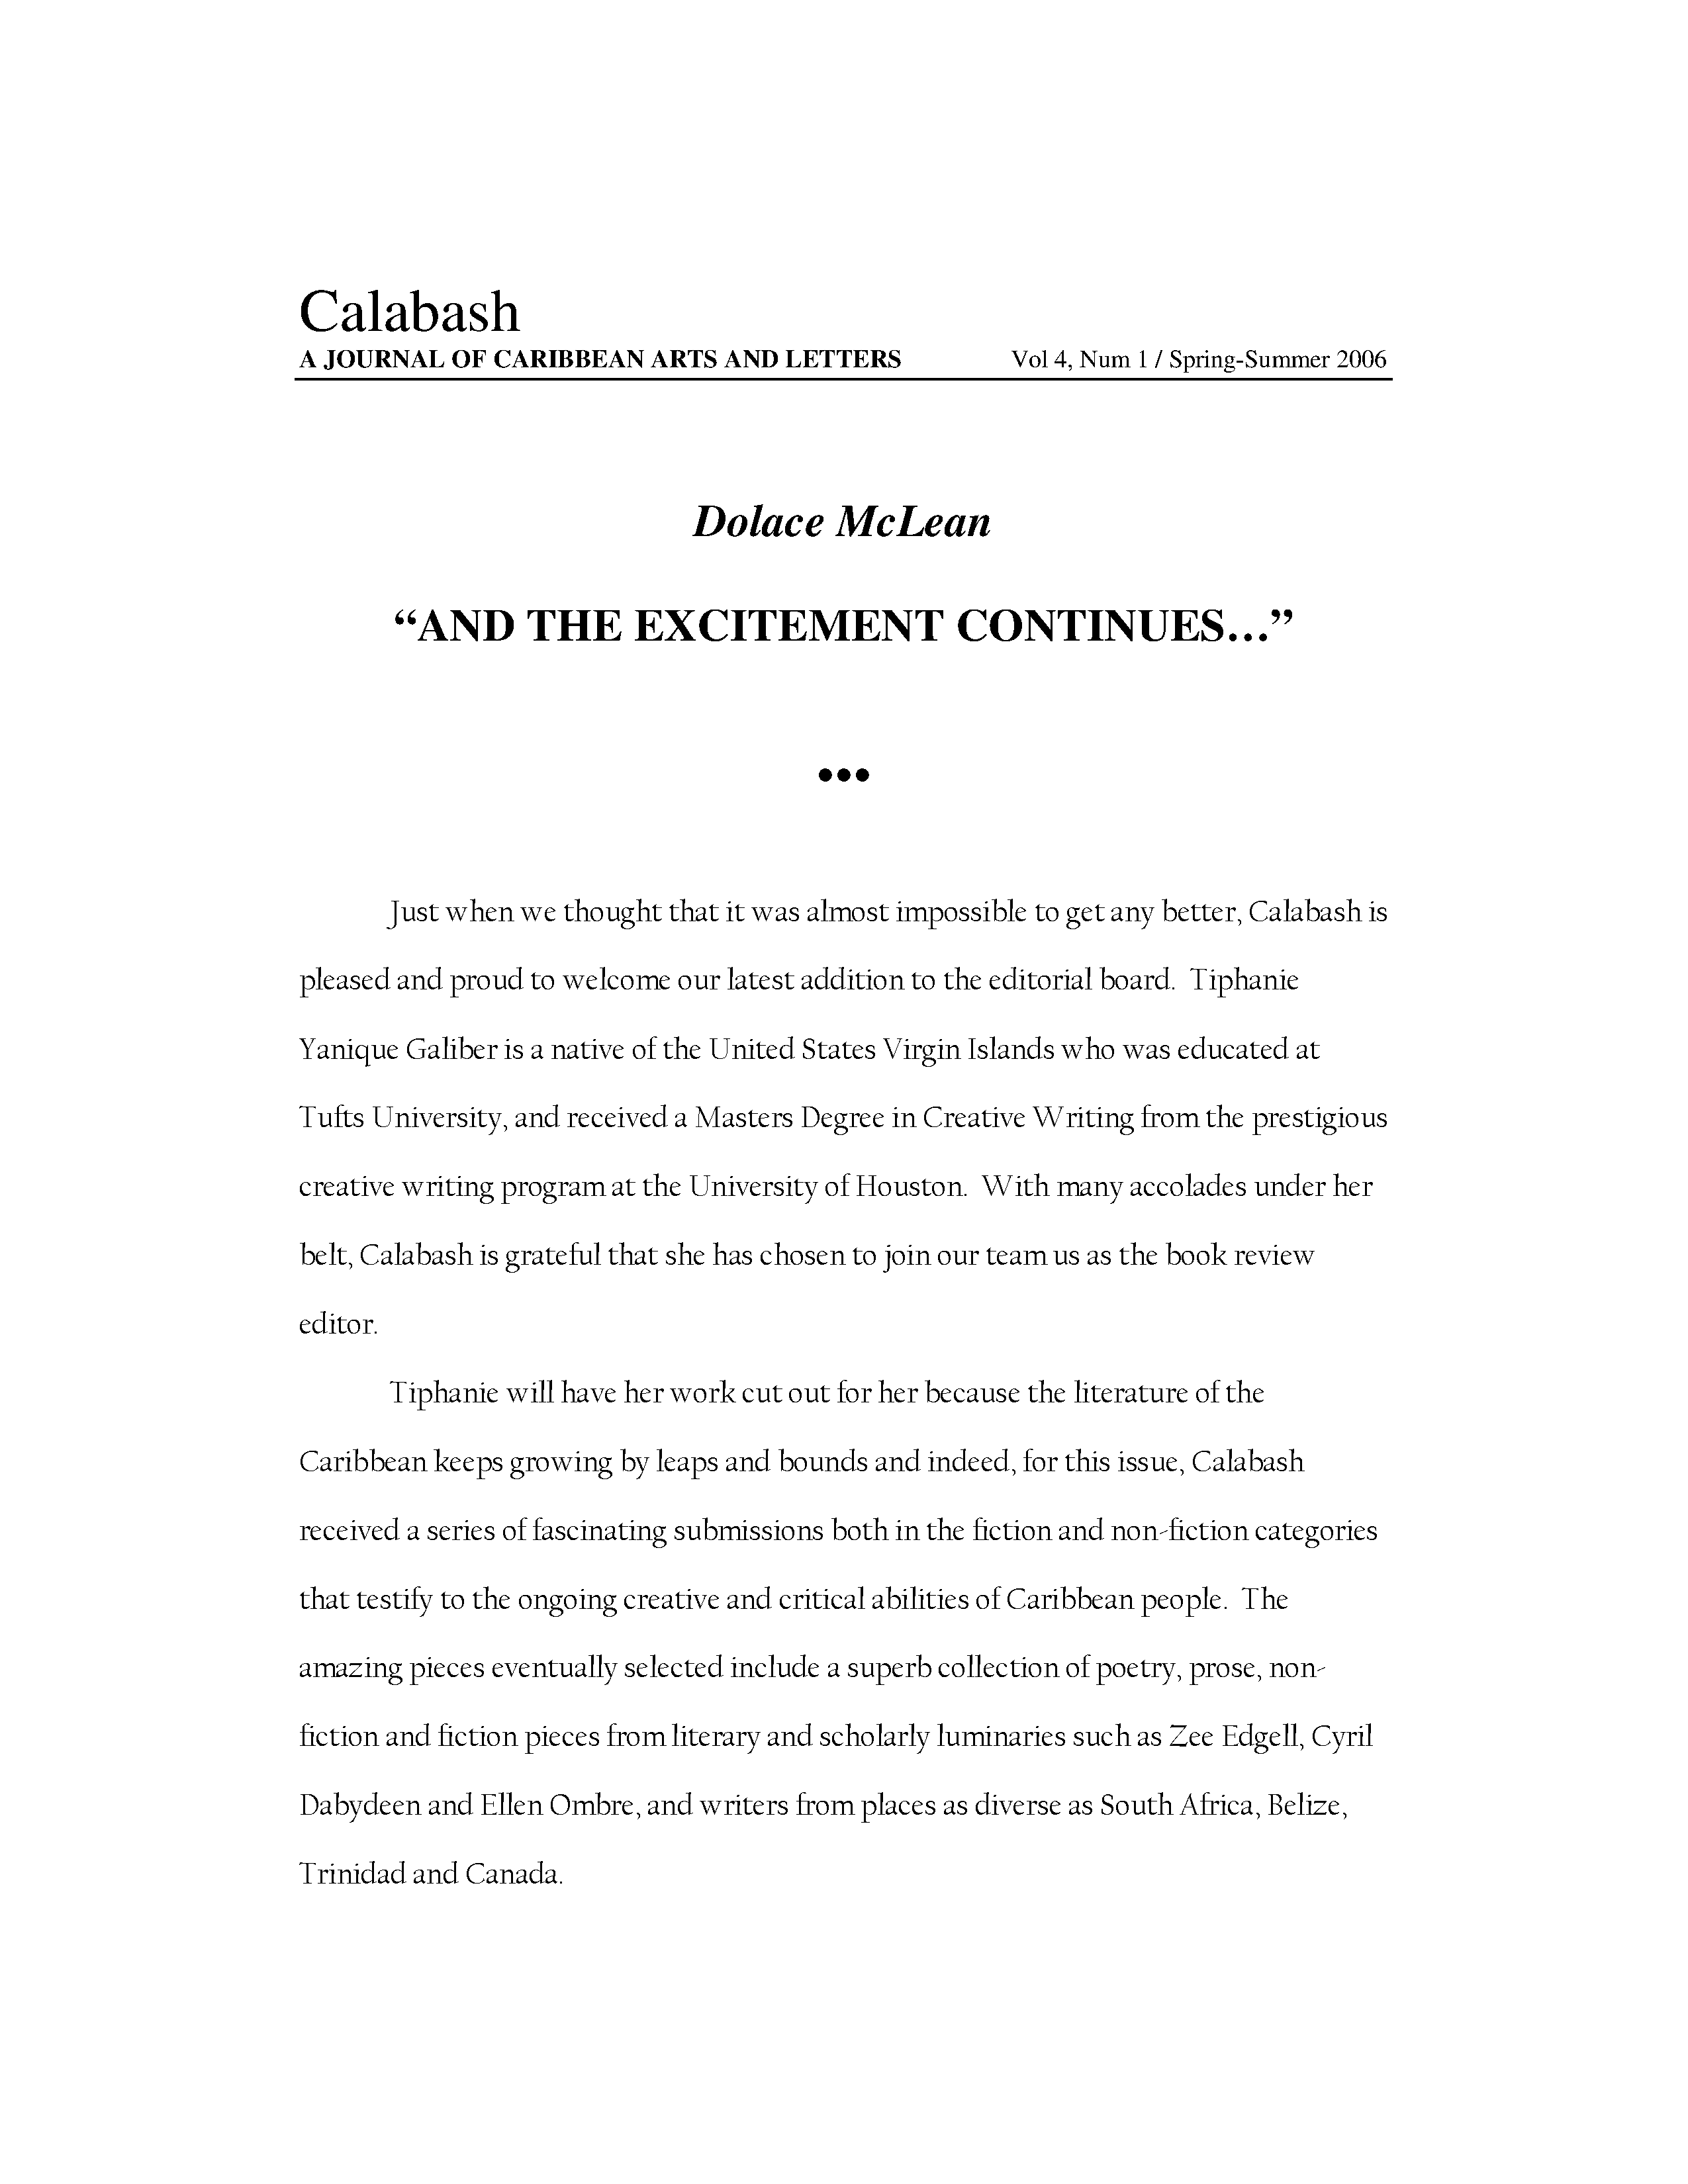 Calabash
A JOURNAL OF CARIBBEAN ARTS AND LETTERS Vol 4, Num 1 / Spring-Summer 2006
Dolace McLean
“AND THE EXCITEMENT CONTINUES…”
•••
Just when we thought that it was almost impossible to get any better, Calabash is
pleased and proud to welcome our latest addition to the editorial board.  Tiphanie
Yanique Galiber is a native of the United States Virgin Islands who was educated at
Tufts University, and received a Masters Degree in Creative Writing from the prestigious
creative writing program at the University of Houston.  With many accolades under her
belt, Calabash is grateful that she has chosen to join our team us as the book review
editor.
Tiphanie will have her work cut out for her because the literature of the
Caribbean keeps growing by leaps and bounds and indeed, for this issue, Calabash
received a series of fascinating submissions both in the fiction and non-fiction categories
that testify to the ongoing creative and critical abilities of Caribbean people.  The
amazing pieces eventually selected include a superb collection of poetry, prose, non-
fiction and fiction pieces from literary and scholarly luminaries such as Zee Edgell, Cyril
Dabydeen and Ellen Ombre, and writers from places as diverse as South Africa, Belize,
Trinidad and Canada.